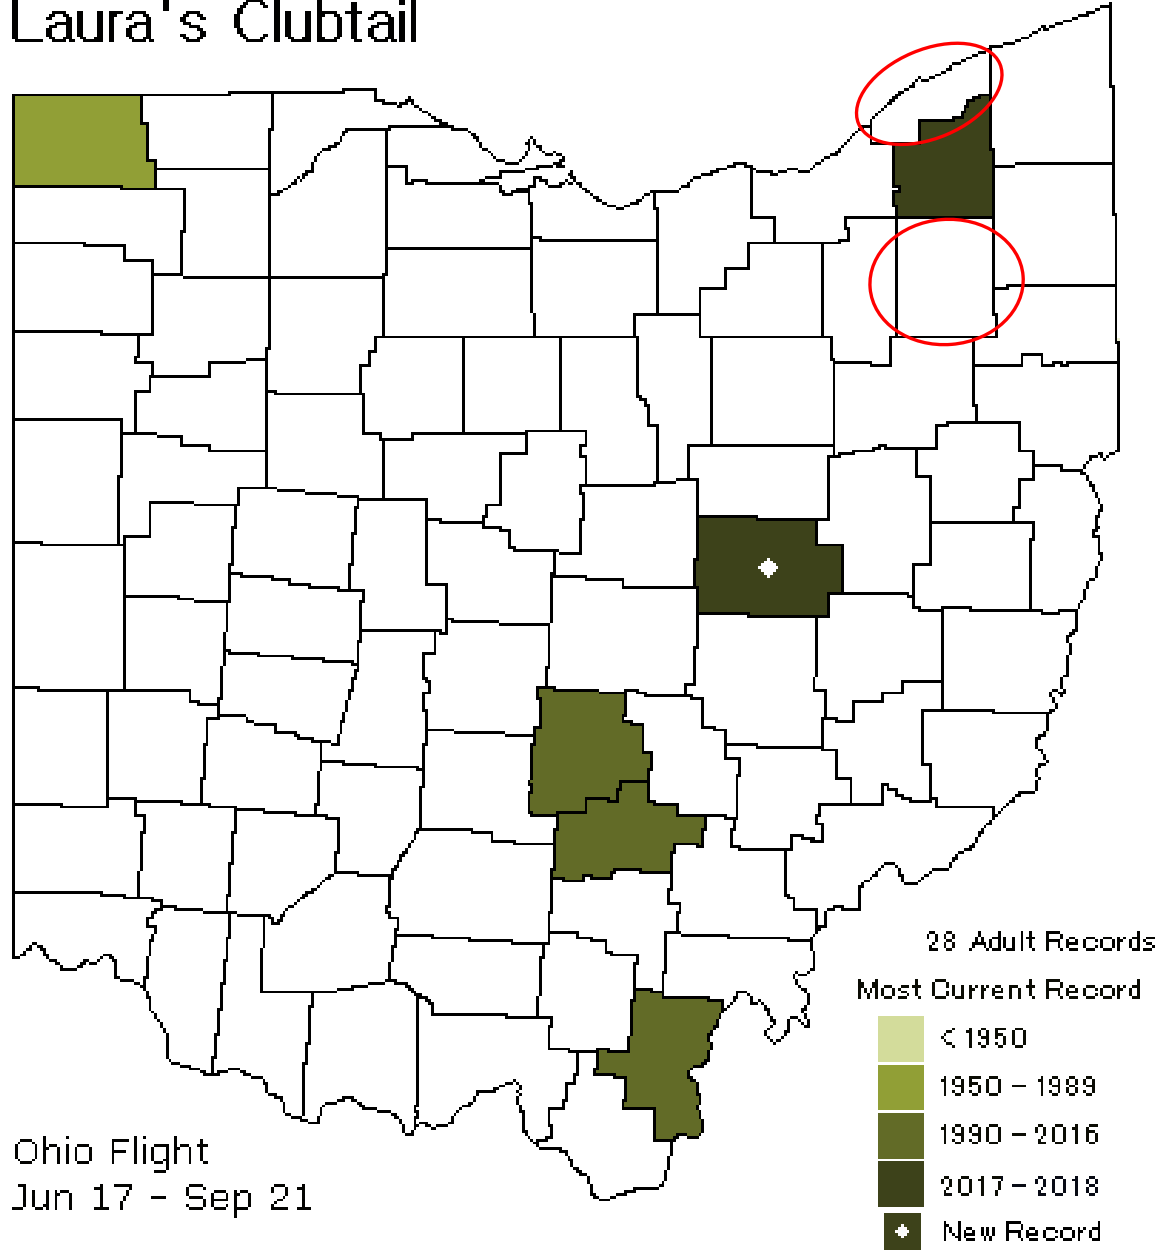 Laura's Clubtail
28 Adult Records
Most Current Record
< 1950
1950 - 1989
1990 - 2016
2017 - 2018
New Record
Ohio Flight
Jun 17 - Sep 21